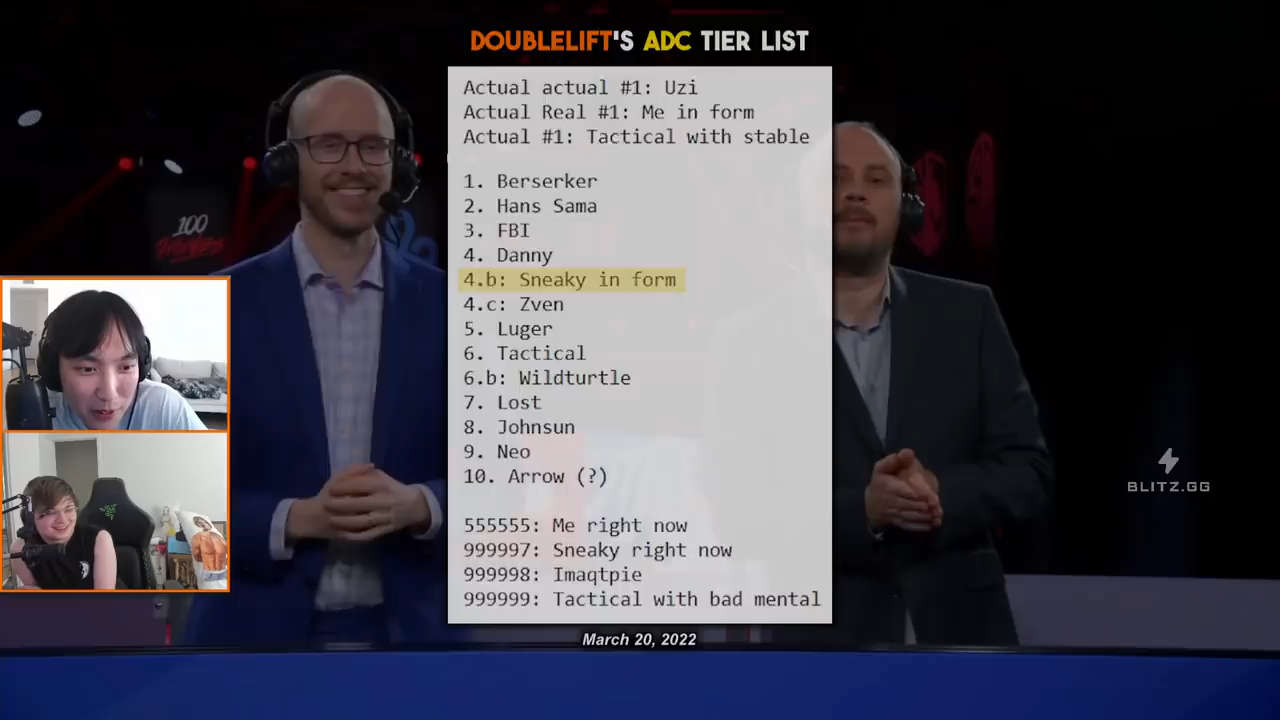 DOUBLELIFT'S ADC TIER LIST
Actual actual #1: Uzi
Actual Real #1: Me in form
Actual #1: Tactical with stable
1. Berserker
2. Hans Sama
3. FBI
4. Danny
4.b: Sneaky in form
4.c: Zven
5. Luger
6. Tactical
6.b: Wildturtle
7. Lost
8. Johnsun
9. Neo
10. Arrow (?)
555555: Me right now
999997: Sneaky right now
999998: Imaqtpie
999999: Tactical with bad mental
March 20, 2022
100
Thieves
BLITZ.GG